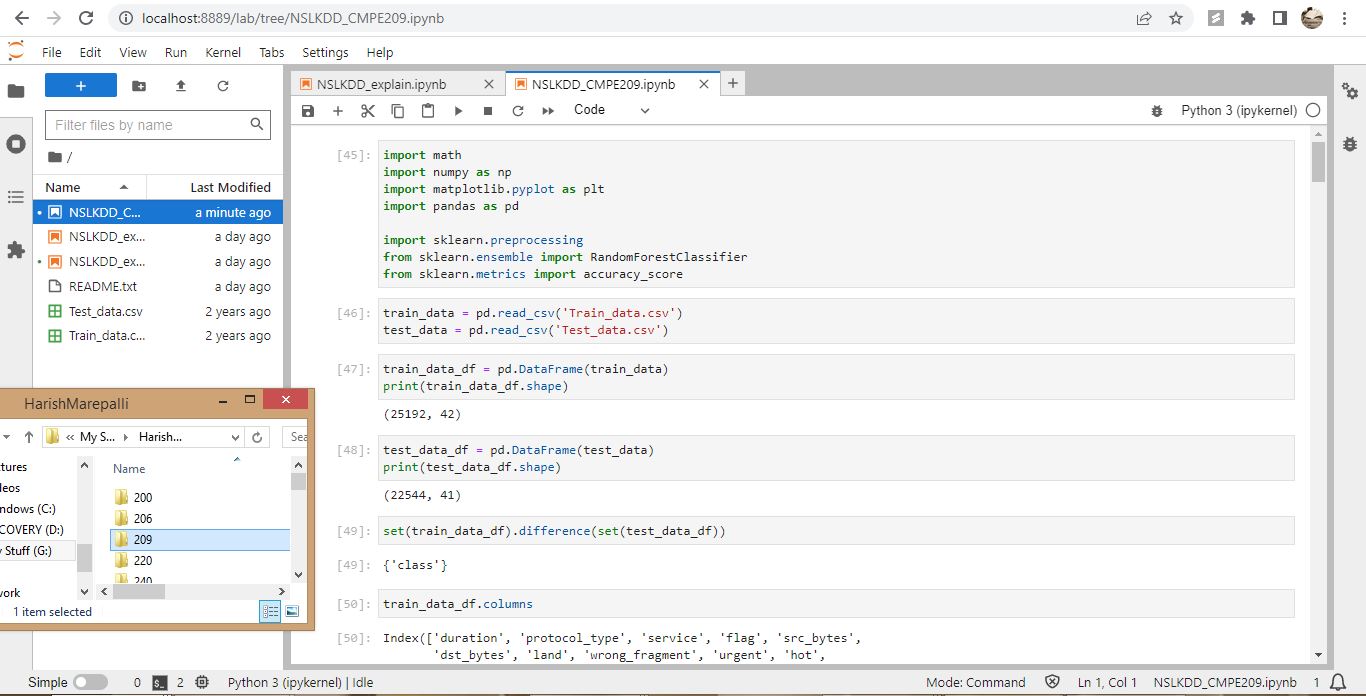 localhost:8889/lab/tree/NSLKDD_CMPE209.ipynb
File Edit View Run Kernel Tabs Settings Help
NSLKDD_explain.ipynb
NSLKDD_CMPE209.ipynb
Code
Python 3 (ipykernel)
Filter files by name
/
Name Last Modified
NSLKDD_C... a minute ago
NSLKDD_ex... a day ago
NSLKDD_ex... a day ago
README.txt a day ago
Test_data.csv 2 years ago
Train_data.c... 2 years ago
HarishMarepalli
« My S... Harish... Sea
tures
leos
ndows (C:)
COVERY (D:)
y Stuff (G:)
work
Name
200
206
209
220
240
1 item selected
[45]: import math
import numpy as np
import matplotlib.pyplot as plt
import pandas as pd
import sklearn.preprocessing
from sklearn.ensemble import RandomForestClassifier
from sklearn.metrics import accuracy_score
[46]: train_data = pd.read_csv('Train_data.csv')
test_data = pd.read_csv('Test_data.csv')
[47]: train_data_df = pd.DataFrame(train_data)
print(train_data_df.shape)
(25192, 42)
[48]: test_data_df = pd.DataFrame(test_data)
print(test_data_df.shape)
(22544, 41)
[49]: set(train_data_df).difference(set(test_data_df))
[49]: {'class'}
[50]: train_data_df.columns
[50]: Index(['duration', 'protocol_type', 'service', 'flag', 'src_bytes',
'dst_bytes', 'land', 'wrong_fragment', 'urgent', 'hot',
Simple 0 2 Python 3 (ipykernel) | Idle Mode: Command Ln 1, Col 1 NSLKDD_CMPE209.ipynb 1